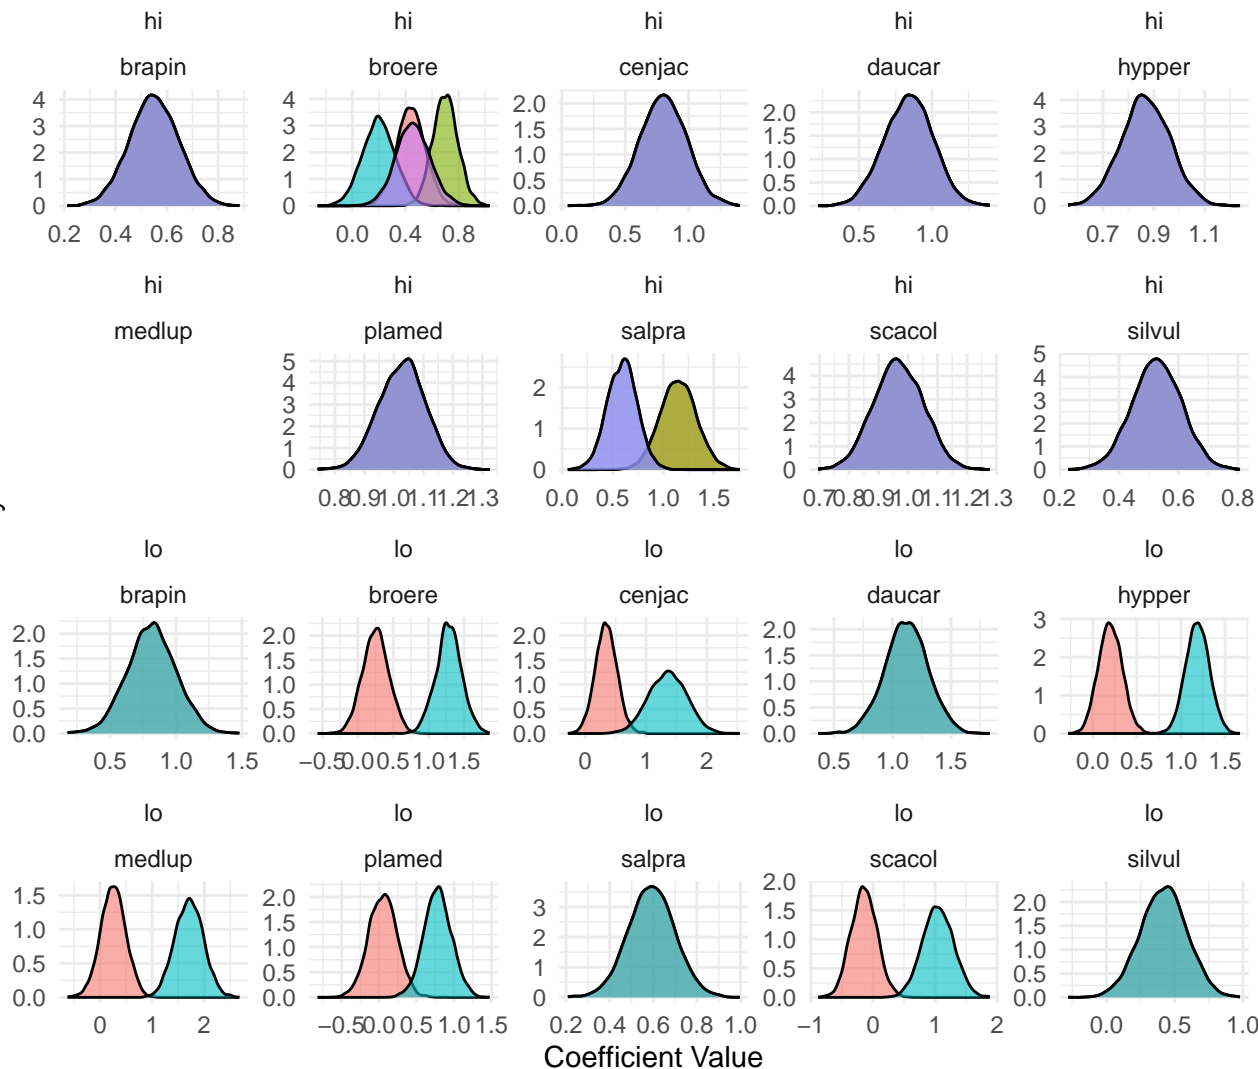 hi hi hi hi hi
brapin broere cenjac daucar hypper
4 4 2.0 2.0 4
3 3 1.5 1.5 3
2 2 1.0 1.0 2
1 1 0.5 0.5 1
0 0 0.0 0.0 0
0.2 0.4 0.6 0.8 0.0 0.4 0.8 0.0 0.5 1.0 0.5 1.0 0.7 0.9 1.1
hi hi hi hi hi
medlup plamed salpra scacol silvul
5 2 4 5
4 1 3 4
3 0 2 3
2 1 2
1 0 1
0 0
0.8 0.9 1.0 1.1 1.2 1.3 0.0 0.5 1.0 1.5 0.7 0.8 0.9 1.0 1.1 1.2 1.3 0.2 0.4 0.6 0.8
lo lo lo lo lo
brapin broere cenjac daucar hypper
2.0 2.0 2.0 2.0 3
1.5 1.5 1.5 1.5 2
1.0 1.0 1.0 1.0 1
0.5 0.5 0.5 0.5 0
0.0 0.0 0.0 0.0
0.5 1.0 1.5 −0.5 0.0 0.5 1.0 1.5 0 1 2 0.5 1.0 1.5 0.0 0.5 1.0 1.5
lo lo lo lo lo
medlup plamed salpra scacol silvul
1.5 2.0 3 2.0 2.0
1.0 1.5 2 1.5 1.5
0.5 1.0 1 1.0 1.0
0.0 0.5 0 0.5 0.5
0.0 0.0 0.0
0 1 2 −0.5 0.0 0.5 1.0 1.5 0.2 0.4 0.6 0.8 1.0 −1 0 1 2 0.0 0.5 1.0
Coefficient Value